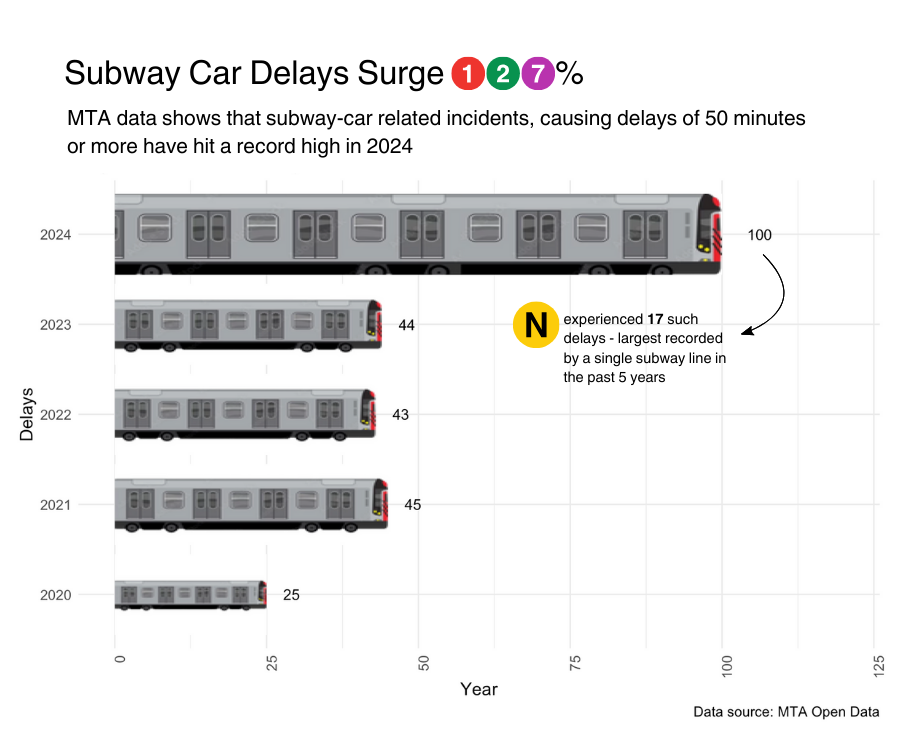 Subway Car Delays Surge 127%
MTA data shows that subway-car related incidents, causing delays of 50 minutes
or more have hit a record high in 2024
2024
100
2023
44
N experienced 17 such
delays - largest recorded
by a single subway line in
the past 5 years
Delays
2022
43
2021
45
2020
25
0
25
50
75
100
125
Year
Data source: MTA Open Data